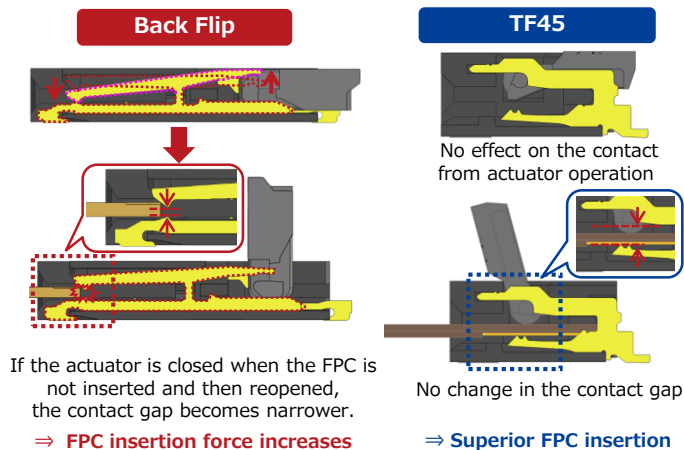 Back Flip
TF45
No effect on the contact
from actuator operation
If the actuator is closed when the FPC is
not inserted and then reopened,
the contact gap becomes narrower.
⇒ FPC insertion force increases
No change in the contact gap
⇒ Superior FPC insertion